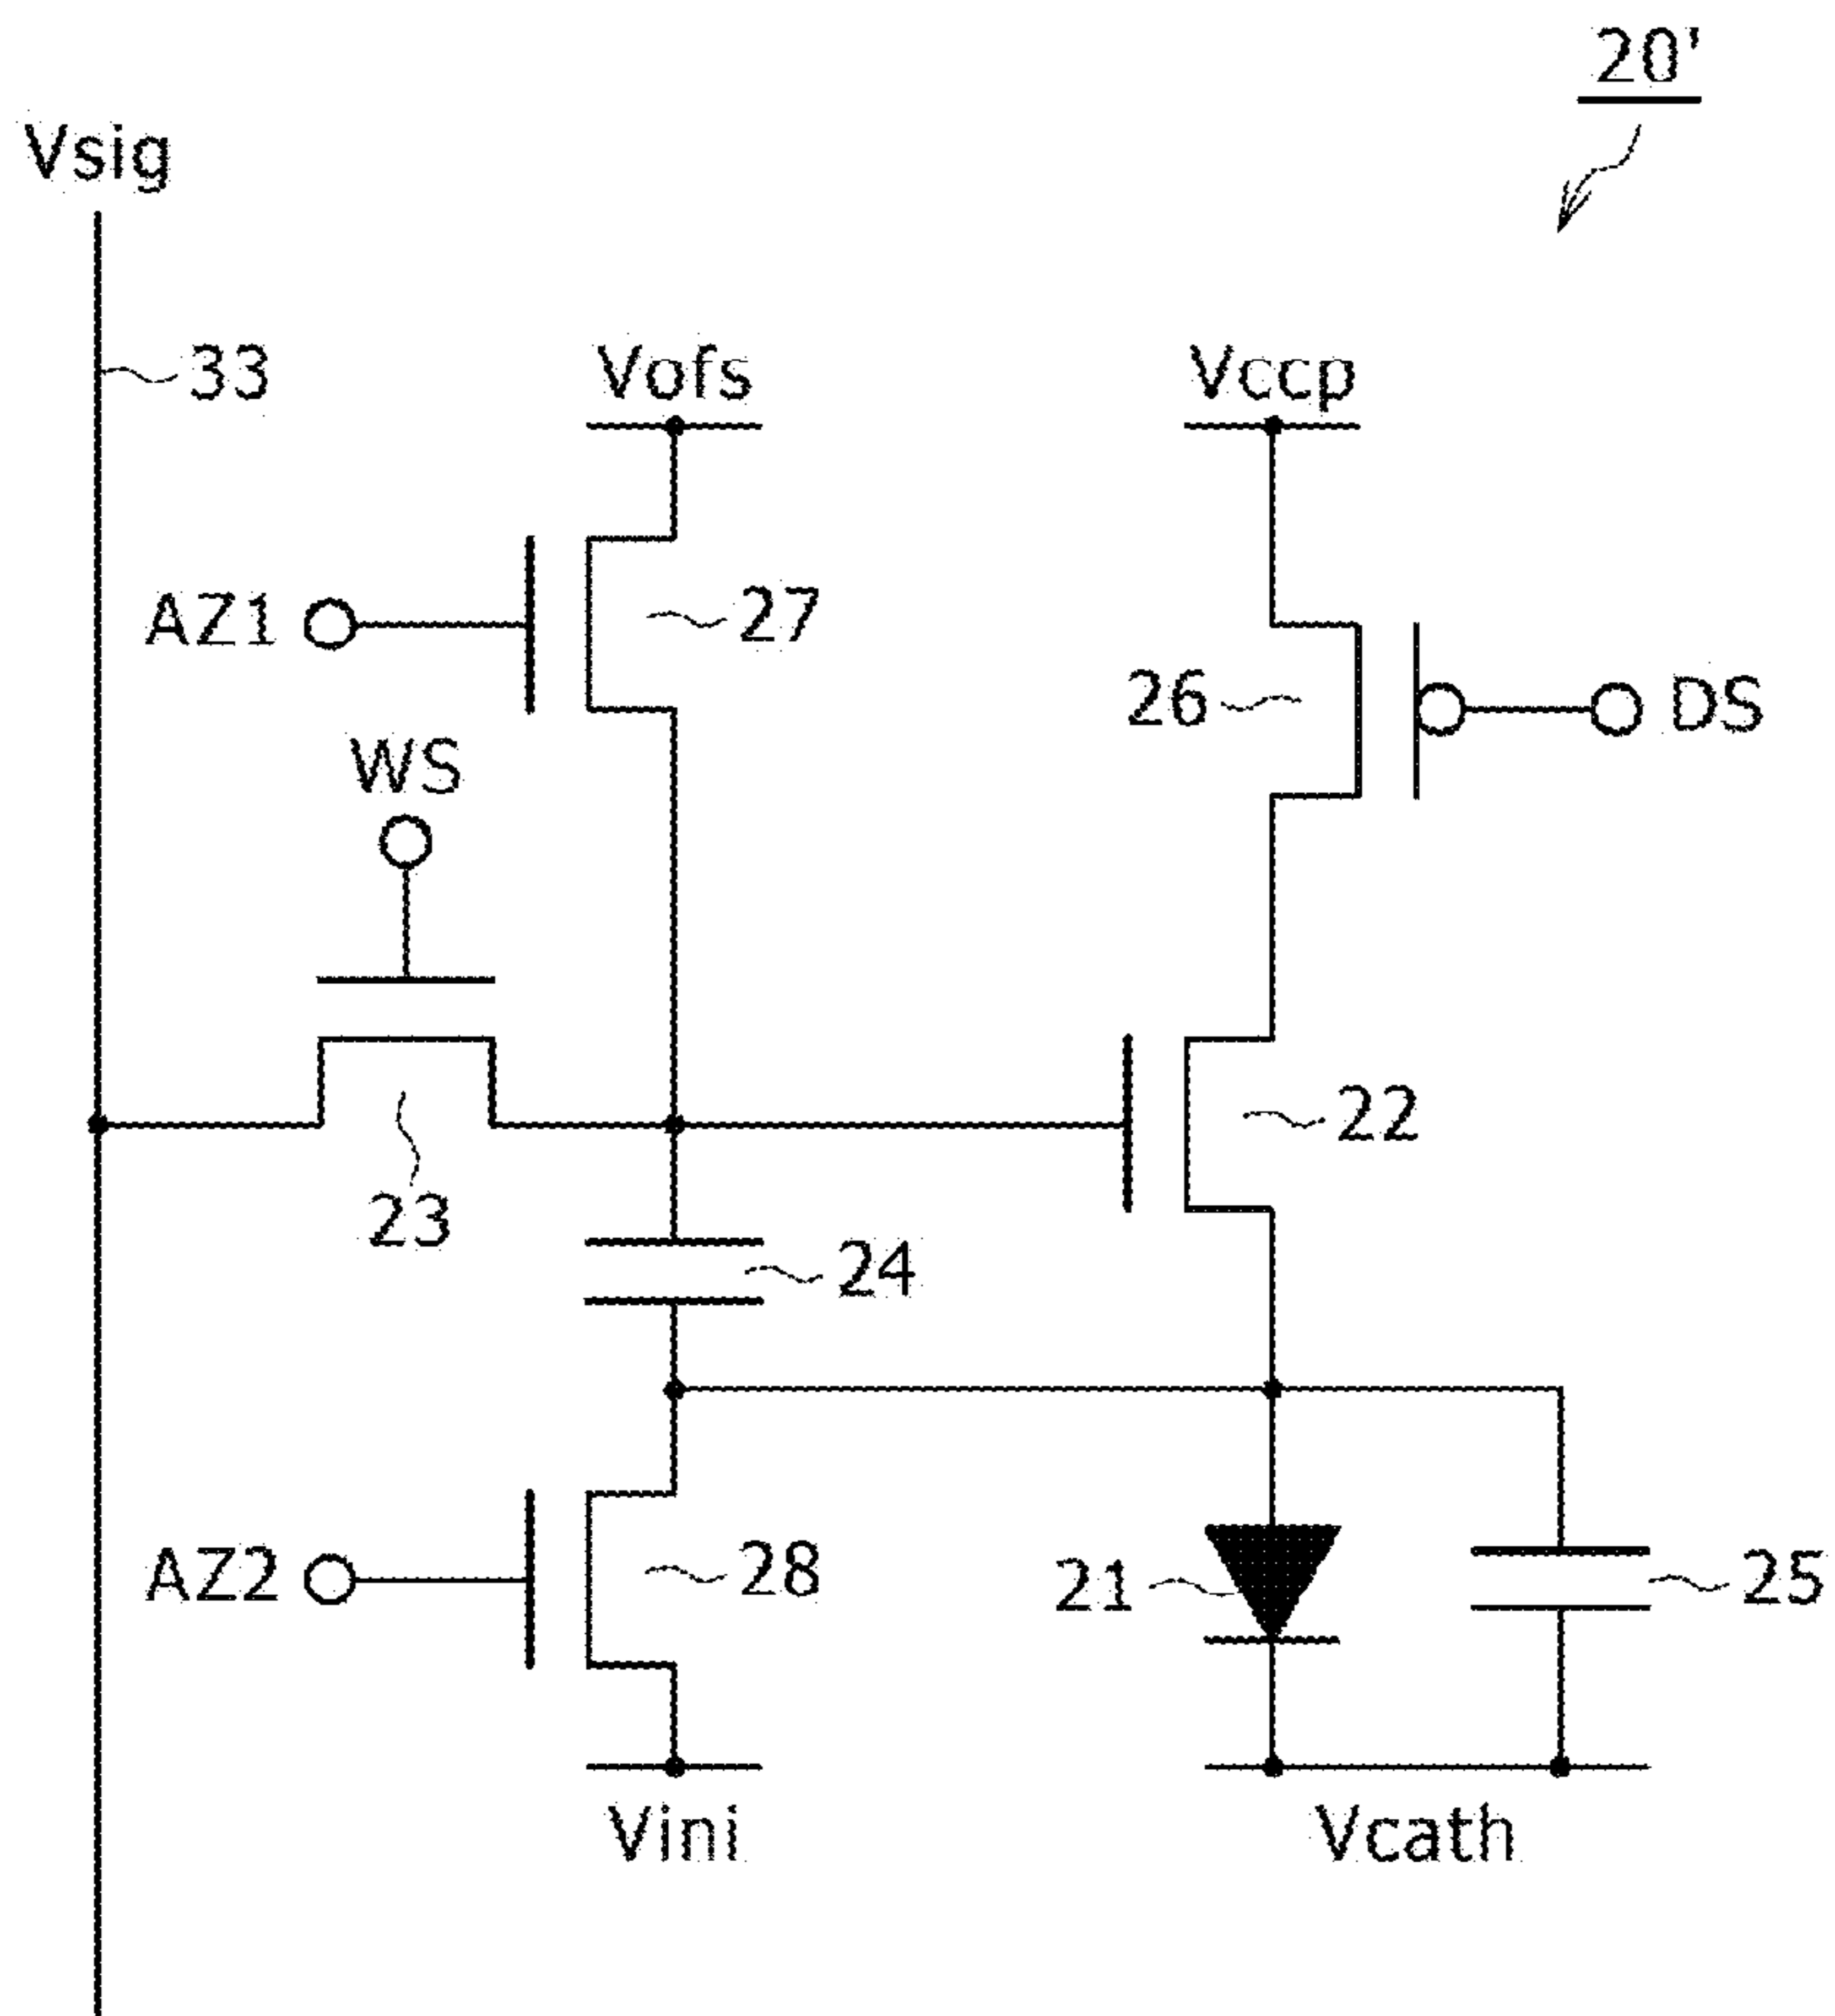 20'
Vsig
33
Vofs
Vccp
AZ1
27
26
DS
WS
22
23
24
AZ2
28
21
25
Vini
Vcath